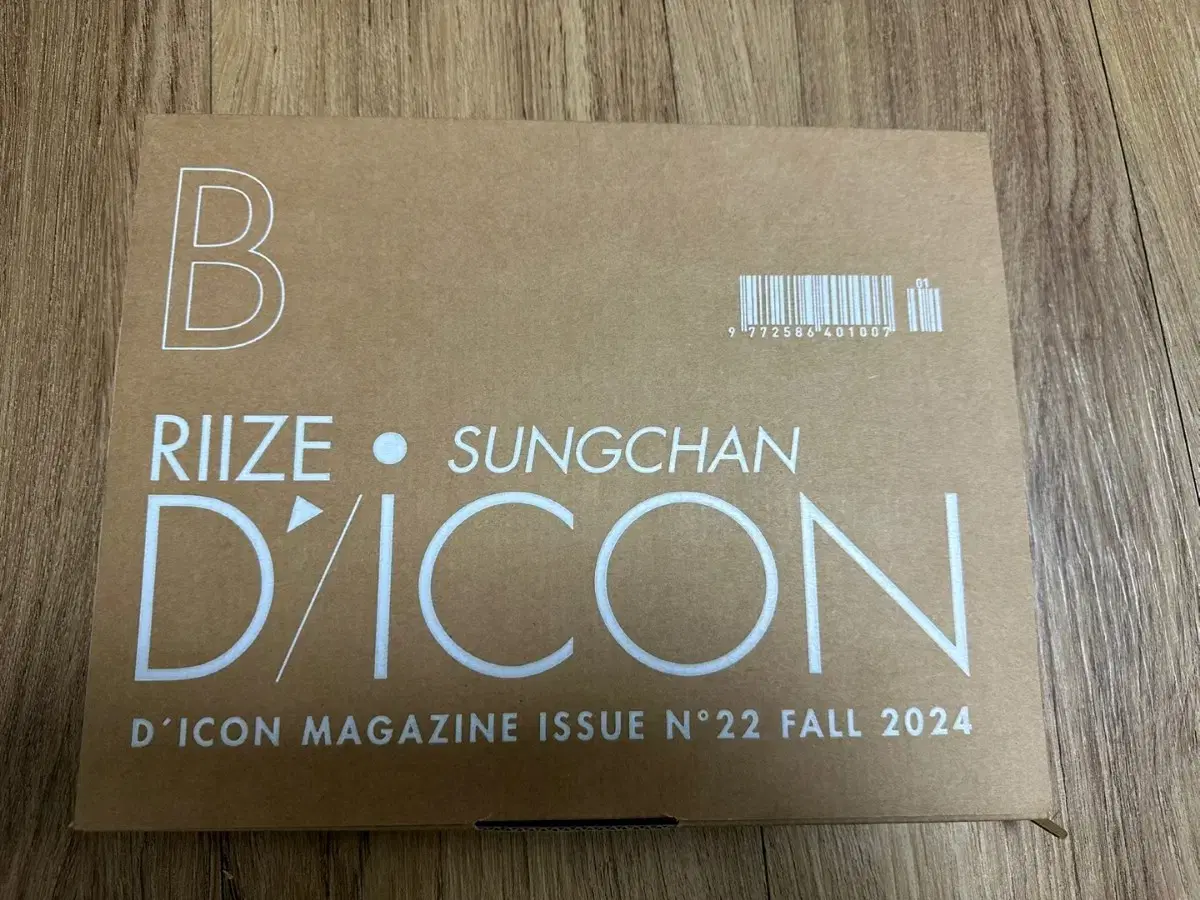 B
01
9 772586 401007
RIIZE • SUNGCHAN
D'/ICON
D'ICON MAGAZINE ISSUE N°22 FALL 2024